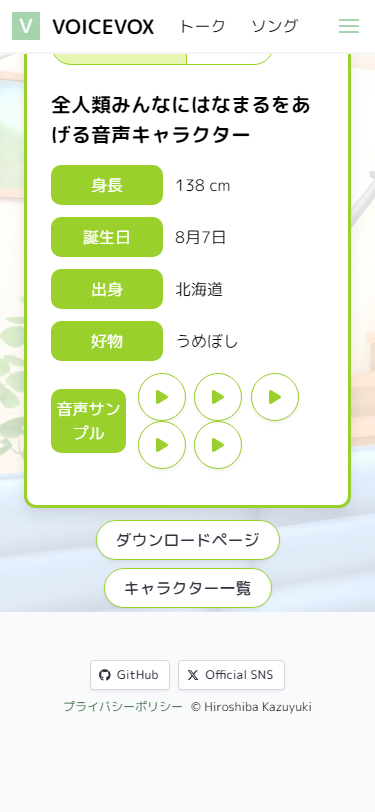 V VOICEVOX トーク ソング
全人類みんなにはなまるをあ
げる音声キャラクター
身長 138 cm
誕生日 8月7日
出身 北海道
好物 うめぼし
音声サン
プル
ダウンロードページ
キャラクター一覧
GitHub Official SNS
プライバシーポリシー © Hiroshiba Kazuyuki